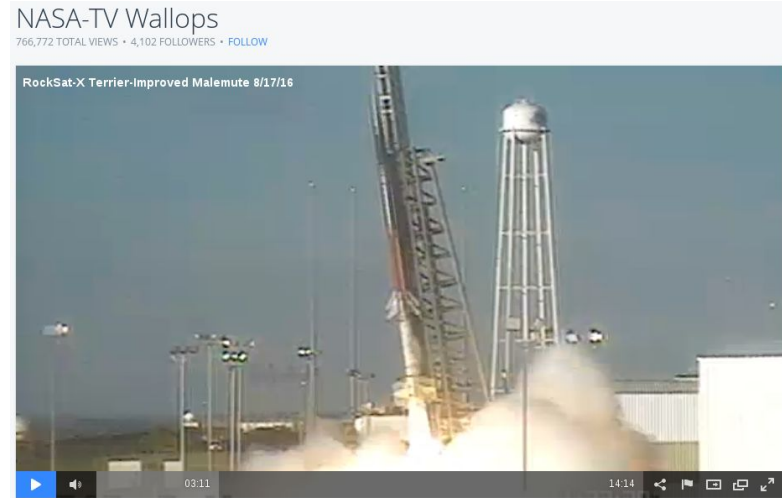 NASA-TV Wallops
766,772 TOTAL VIEWS • 4,102 FOLLOWERS • FOLLOW
RockSat-X Terrier-Improved Malemute 8/17/16
03:11 14:14